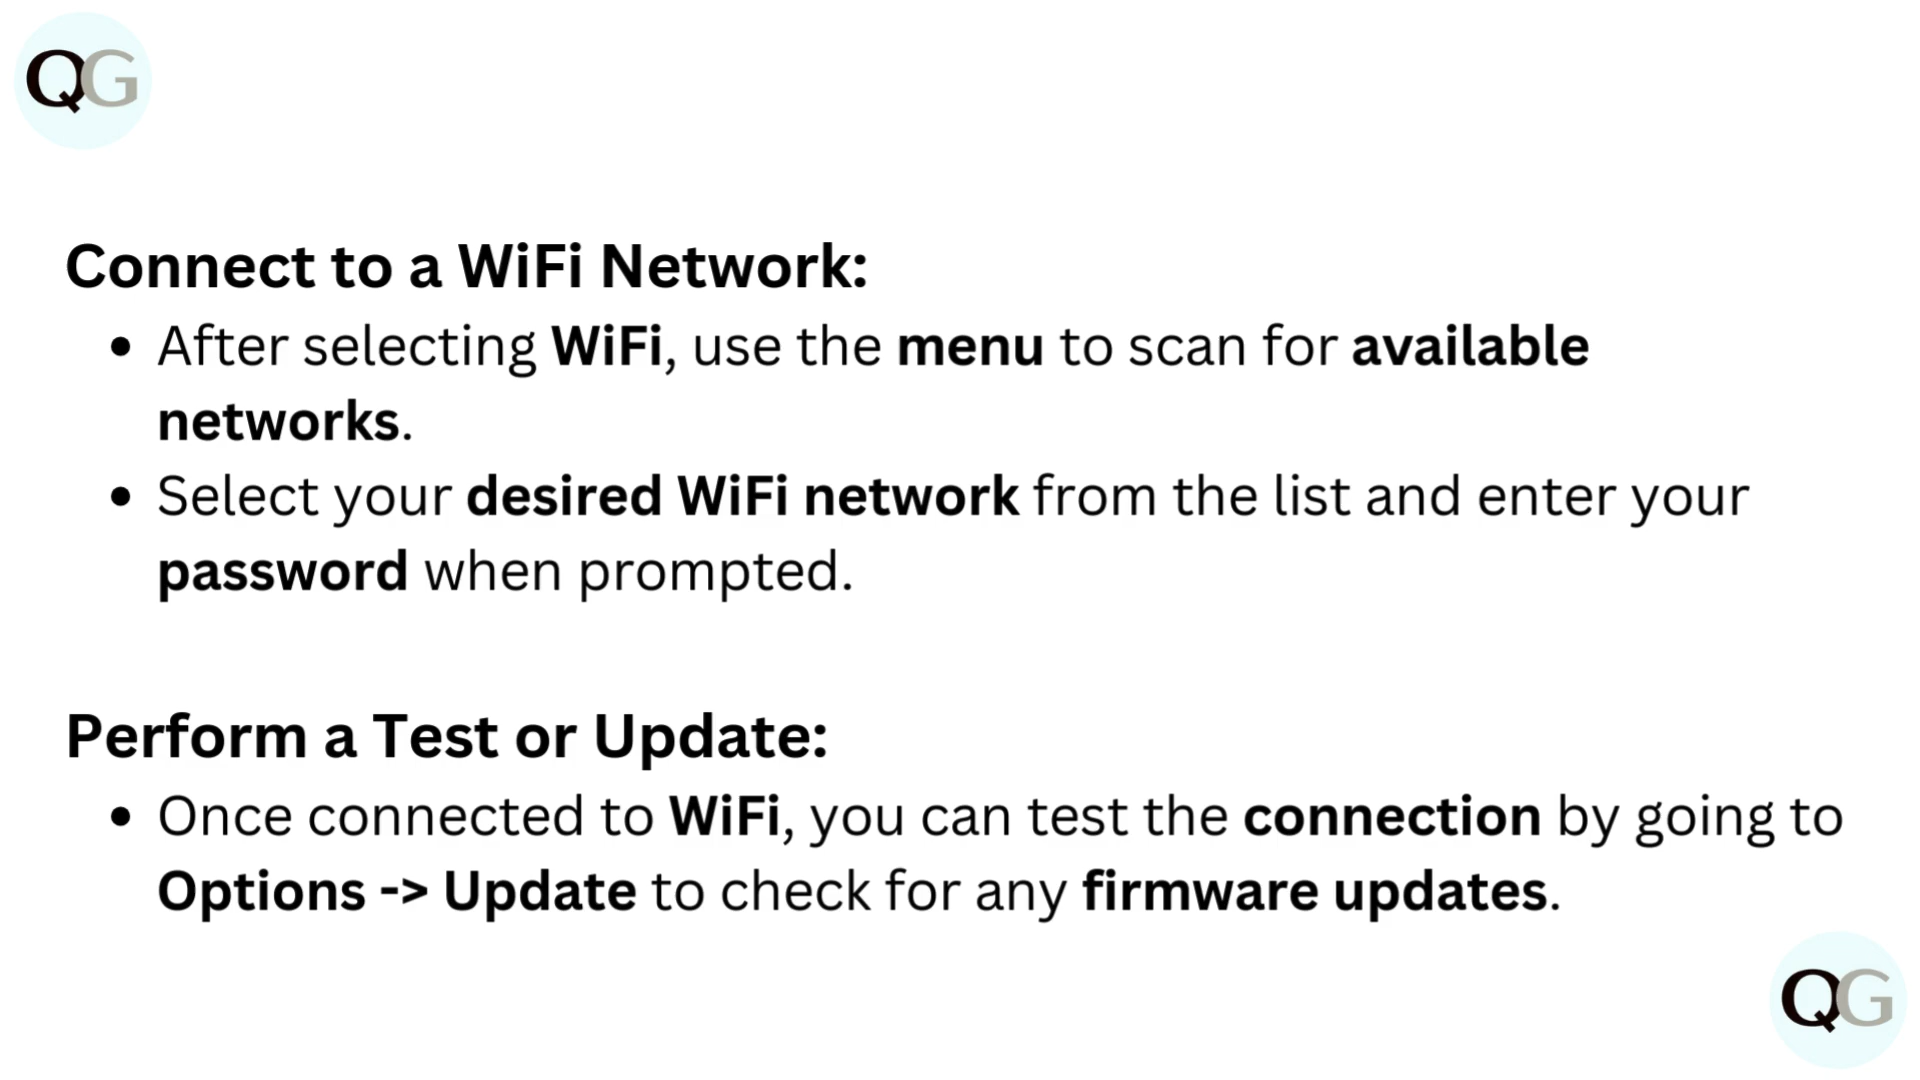 QG
Connect to a WiFi Network:
• After selecting WiFi, use the menu to scan for available
networks.
• Select your desired WiFi network from the list and enter your
password when prompted.
Perform a Test or Update:
• Once connected to WiFi, you can test the connection by going to
Options -> Update to check for any firmware updates.
QG